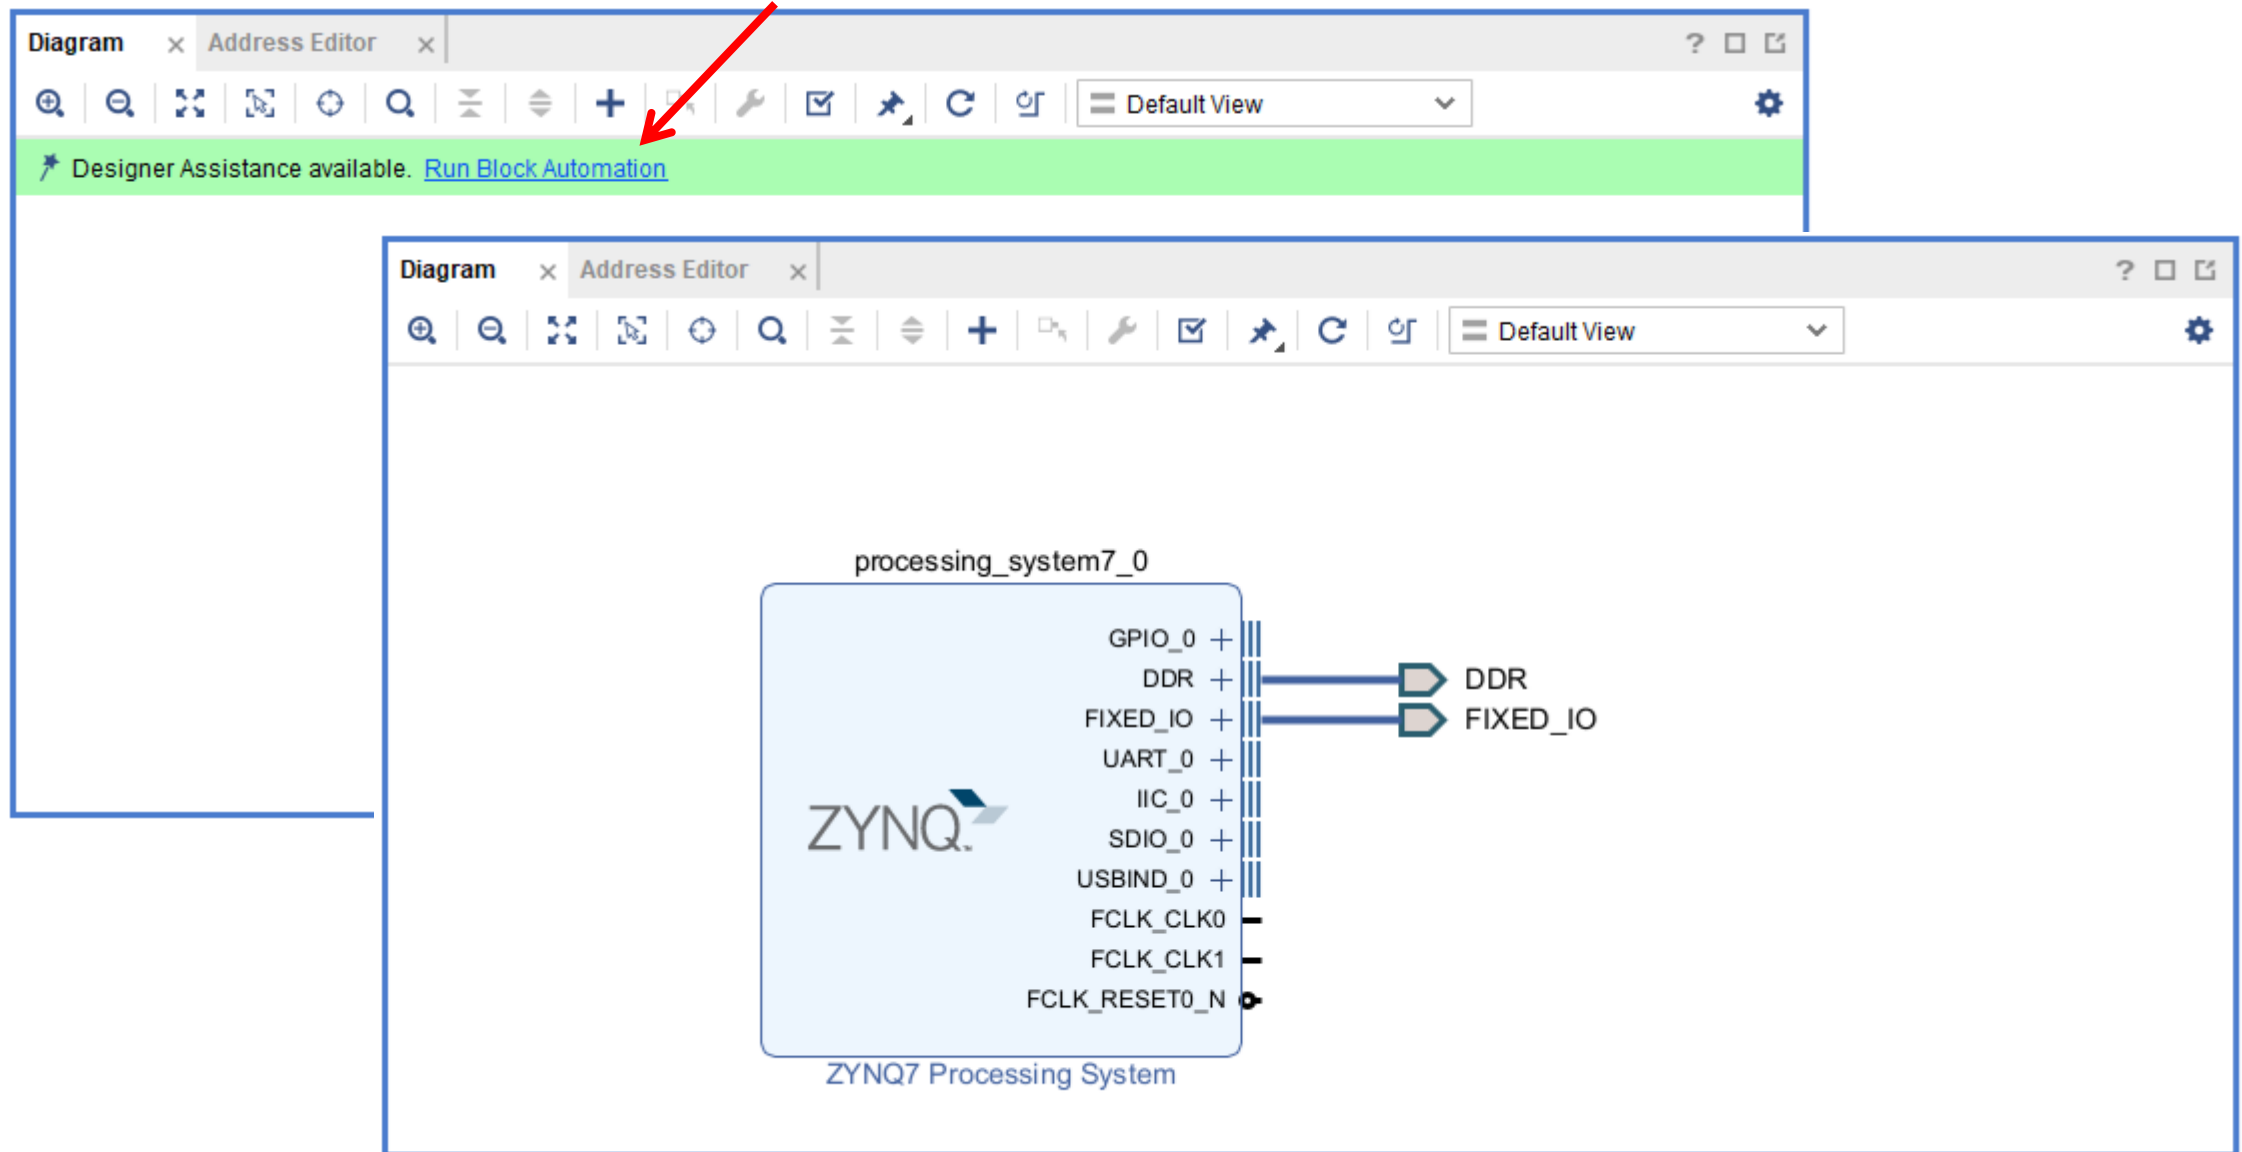 Diagram
Address Editor
Default View
Designer Assistance available. Run Block Automation
Diagram
Address Editor
Default View
processing_system7_0
GPIO_0
DDR
FIXED_IO
UART_0
IIC_0
SDIO_0
USBIND_0
FCLK_CLK0
FCLK_CLK1
FCLK_RESET0_N
ZYNQ™
DDR
FIXED_IO
ZYNQ7 Processing System